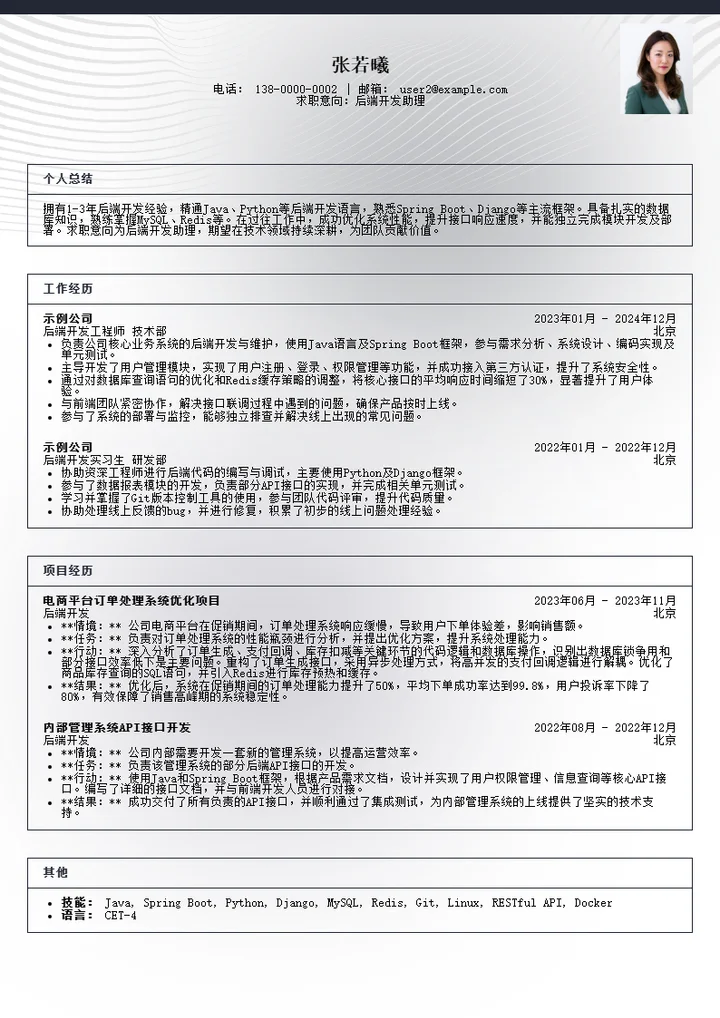 张若曦
电话： 138-0000-0002 | 邮箱： user2@example.com
求职意向：后端开发助理
个人总结
拥有1-3年后端开发经验，精通Java、Python等后端开发语言，熟悉Spring Boot、Django等主流框架。具备扎实的数据
库知识，熟练掌握MySQL、Redis等。在过往工作中，成功优化系统性能，提升接口响应速度，并能独立完成模块开发及部
署。求职意向为后端开发助理，期望在技术领域持续深耕，为团队贡献价值。
工作经历
示例公司 2023年01月 - 2024年12月
后端开发工程师 技术部 北京
• 负责公司核心业务系统的后端开发与维护，使用Java语言及Spring Boot框架，参与需求分析、系统设计、编码实现及
单元测试。
• 主导开发了用户管理模块，实现了用户注册、登录、权限管理等功能，并成功接入第三方认证，提升了系统安全性。
• 通过对数据库查询语句的优化和Redis缓存策略的调整，将核心接口的平均响应时间缩短了30%，显著提升了用户体
验。
• 与前端团队紧密协作，解决接口联调过程中遇到的问题，确保产品按时上线。
• 参与了系统的部署与监控，能够独立排查并解决线上出现的常见问题。
示例公司 2022年01月 - 2022年12月
后端开发实习生 研发部 北京
• 协助资深工程师进行后端代码的编写与调试，主要使用Python及Django框架。
• 参与了数据报表模块的开发，负责部分API接口的实现，并完成相关单元测试。
• 学习并掌握了Git版本控制工具的使用，参与团队代码评审，提升代码质量。
• 协助处理线上反馈的bug，并进行修复，积累了初步的线上问题处理经验。
项目经历
电商平台订单处理系统优化项目 2023年06月 - 2023年11月
后端开发 北京
• **情境：** 公司电商平台在促销期间，订单处理系统响应缓慢，导致用户下单体验差，影响销售额。
• **任务：** 负责对订单处理系统的性能瓶颈进行分析，并提出优化方案，提升系统处理能力。
• **行动：** 深入分析了订单生成、支付回调、库存扣减等关键环节的代码逻辑和数据库操作，识别出数据库锁争用和
部分接口效率低下是主要问题。重构了订单生成接口，采用异步处理方式，将高并发的支付回调逻辑进行解耦。优化了
商品库存查询的SQL语句，并引入Redis进行库存预热和缓存。
• **结果：** 优化后，系统在促销期间的订单处理能力提升了50%，平均下单成功率达到99.8%，用户投诉率下降了
80%，有效保障了销售高峰期的系统稳定性。
内部管理系统API接口开发 2022年08月 - 2022年12月
后端开发 北京
• **情境：** 公司内部需要开发一套新的管理系统，以提高运营效率。
• **任务：** 负责该管理系统的部分后端API接口的开发。
• **行动：** 使用Java和Spring Boot框架，根据产品需求文档，设计并实现了用户权限管理、信息查询等核心API接
口。编写了详细的接口文档，并与前端开发人员进行对接。
• **结果：** 成功交付了所有负责的API接口，并顺利通过了集成测试，为内部管理系统的上线提供了坚实的技术支
持。
其他
• 技能： Java, Spring Boot, Python, Django, MySQL, Redis, Git, Linux, RESTful API, Docker
• 语言： CET-4